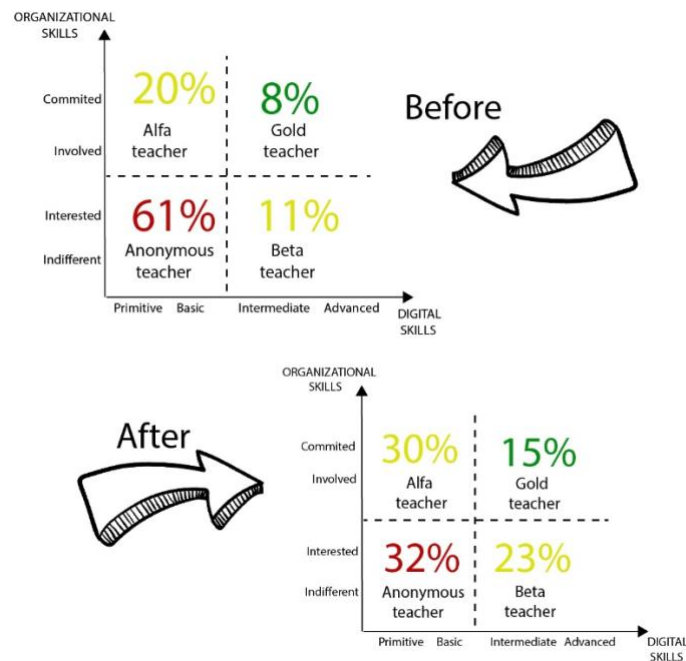 ORGANIZATIONAL
SKILLS
Commited
Involved
Interested
Indifferent
20%
Alfa
teacher
8%
Gold
teacher
61%
Anonymous
teacher
11%
Beta
teacher
Primitive Basic Intermediate Advanced
DIGITAL
SKILLS
Before
After
ORGANIZATIONAL
SKILLS
Commited
Involved
Interested
Indifferent
30%
Alfa
teacher
15%
Gold
teacher
32%
Anonymous
teacher
23%
Beta
teacher
Primitive Basic Intermediate Advanced
DIGITAL
SKILLS